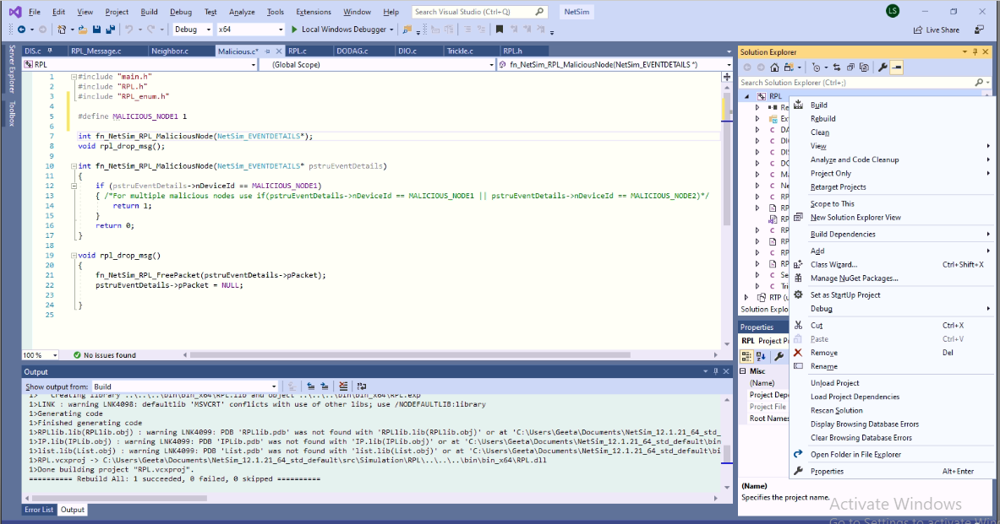 File Edit View Project Build Debug Test Analyze Tools Extensions Window Help Search Visual Studio (Ctrl+Q) NetSim LS
Debug x64 Local Windows Debugger Live Share
Server Explorer
Toolbox
DIS.c RPL_Message.c Neighbor.c Malicious.c* RPL.c DODAG.c DIO.c Trickle.c RPL.h
RPL (Global Scope) fn_NetSim_RPL_MaliciousNode(NetSim_EVENTDETAILS *)
1 #include "main.h"
2 #include "RPL.h"
3 #include "RPL_enum.h"
4
5 #define MALICIOUS_NODE1 1
6
7 int fn_NetSim_RPL_MaliciousNode(NetSim_EVENTDETAILS*);
8 void rpl_drop_msg();
9
10 int fn_NetSim_RPL_MaliciousNode(NetSim_EVENTDETAILS* pstruEventDetails)
11 {
12 if (pstruEventDetails->nDeviceId == MALICIOUS_NODE1)
13 { /*For multiple malicious nodes use if(pstruEventDetails->nDeviceId == MALICIOUS_NODE1 || pstruEventDetails->nDeviceId == MALICIOUS_NODE2)*/
14 return 1;
15 }
16 return 0;
17 }
18
19 void rpl_drop_msg()
20 {
21 fn_NetSim_RPL_FreePacket(pstruEventDetails->pPacket);
22 pstruEventDetails->pPacket = NULL;
23
24 }
25
100 % No issues found
Output
Show output from: Build
1> Creating library ..\..\..\bin\bin_x64\RPL.lib and object ..\..\..\bin\bin_x64\RPL.exp
1>LINK : warning LNK4098: defaultlib 'MSVCRT' conflicts with use of other libs; use /NODEFAULTLIB:library
1>Generating code
1>Finished generating code
1>RPLlib.lib(RPLlib.obj) : warning LNK4099: PDB 'RPLlib.pdb' was not found with 'RPLlib.lib(RPLlib.obj)' or at 'C:\Users\Geeta\Documents\NetSim_12.1.21_64_std_
1>IP.lib(IPLib.obj) : warning LNK4099: PDB 'IPLib.pdb' was not found with 'IP.lib(IPLib.obj)' or at 'C:\Users\Geeta\Documents\NetSim_12.1.21_64_std_default\bin
1>list.lib(List.obj) : warning LNK4099: PDB 'List.pdb' was not found with 'list.lib(List.obj)' or at 'C:\Users\Geeta\Documents\NetSim_12.1.21_64_std_default\bi
1>RPL.vcxproj -> C:\Users\Geeta\Documents\NetSim_12.1.21_64_std_default\src\Simulation\RPL\..\..\..\bin\bin_x64\RPL.dll
1>Done building project "RPL.vcxproj".
========== Rebuild All: 1 succeeded, 0 failed, 0 skipped ==========
Error List Output
Solution Explorer
Search Solution Explorer (Ctrl+;)
RPL
Re
Ex
DA
DI
DI
DC
M
Ne
RP
RP
RP
RP
RP
RP
RP
Se
Tri
RTP (u
Solution Explo
Properties
RPL Project P
Misc
(Name)
Project Depe
Project File
Root Names
(Name)
Specifies the project name.
Build
Rebuild
Clean
View
Analyze and Code Cleanup
Project Only
Retarget Projects
Scope to This
New Solution Explorer View
Build Dependencies
Add
Class Wizard... Ctrl+Shift+X
Manage NuGet Packages...
Set as StartUp Project
Debug
Cut Ctrl+X
Paste Ctrl+V
Remove Del
Rename
Unload Project
Load Project Dependencies
Rescan Solution
Display Browsing Database Errors
Clear Browsing Database Errors
Open Folder in File Explorer
Properties Alt+Enter
Activate Windows
Go to Settings to activate Win